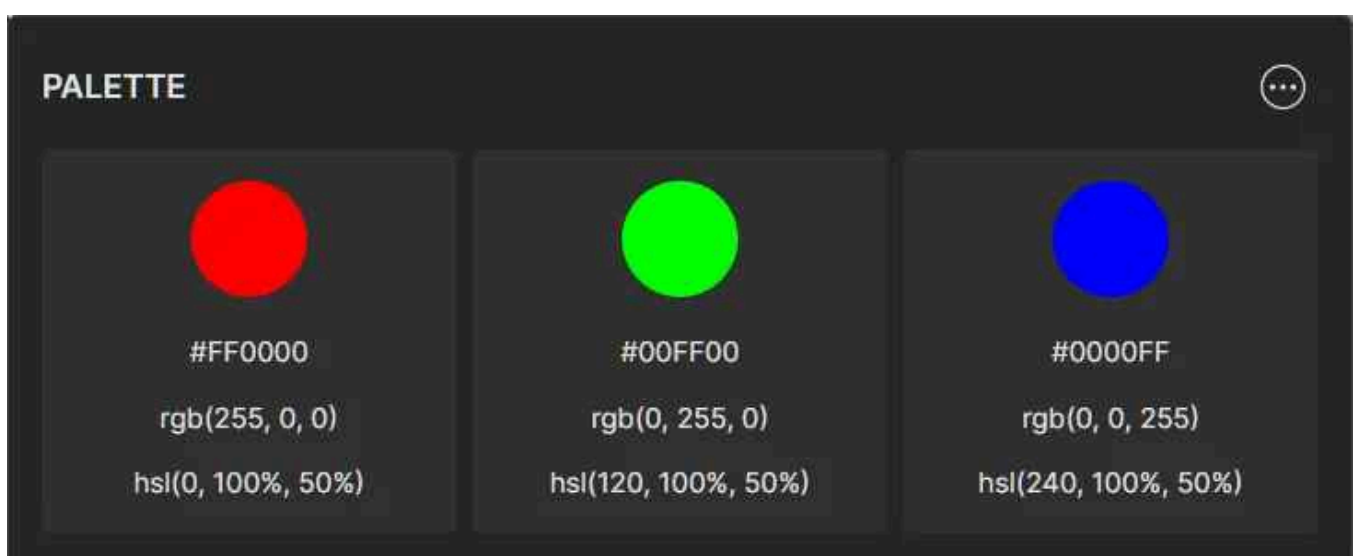 PALETTE
#FF0000
rgb(255, 0, 0)
hsl(0, 100%, 50%)
#00FF00
rgb(0, 255, 0)
hsl(120, 100%, 50%)
#0000FF
rgb(0, 0, 255)
hsl(240, 100%, 50%)